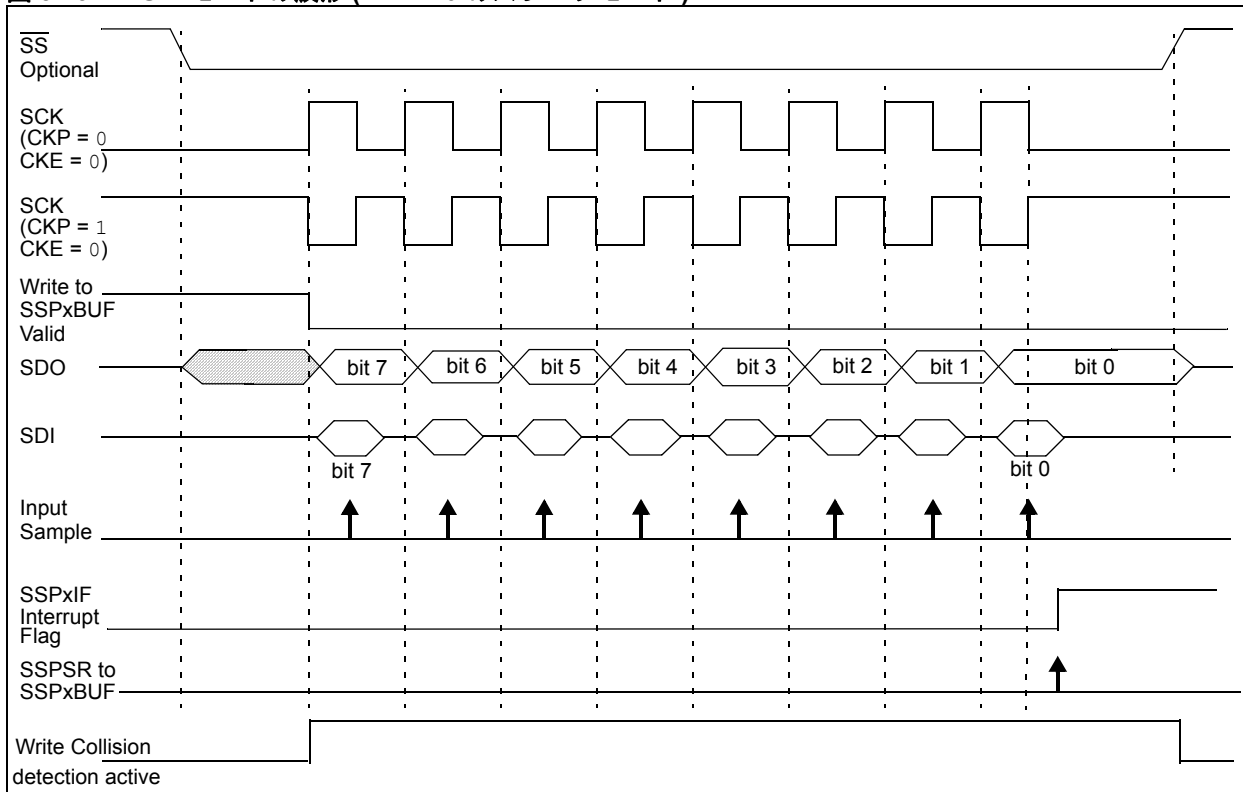 SS
Optional
SCK
(CKP = 0
CKE = 0)
SCK
(CKP = 1
CKE = 0)
Write to
SSPxBUF
Valid
SDO
bit 7 bit 6 bit 5 bit 4 bit 3 bit 2 bit 1 bit 0
SDI
bit 7 bit 0
Input
Sample
SSPxIF
Interrupt
Flag
SSPSR to
SSPxBUF
Write Collision
detection active